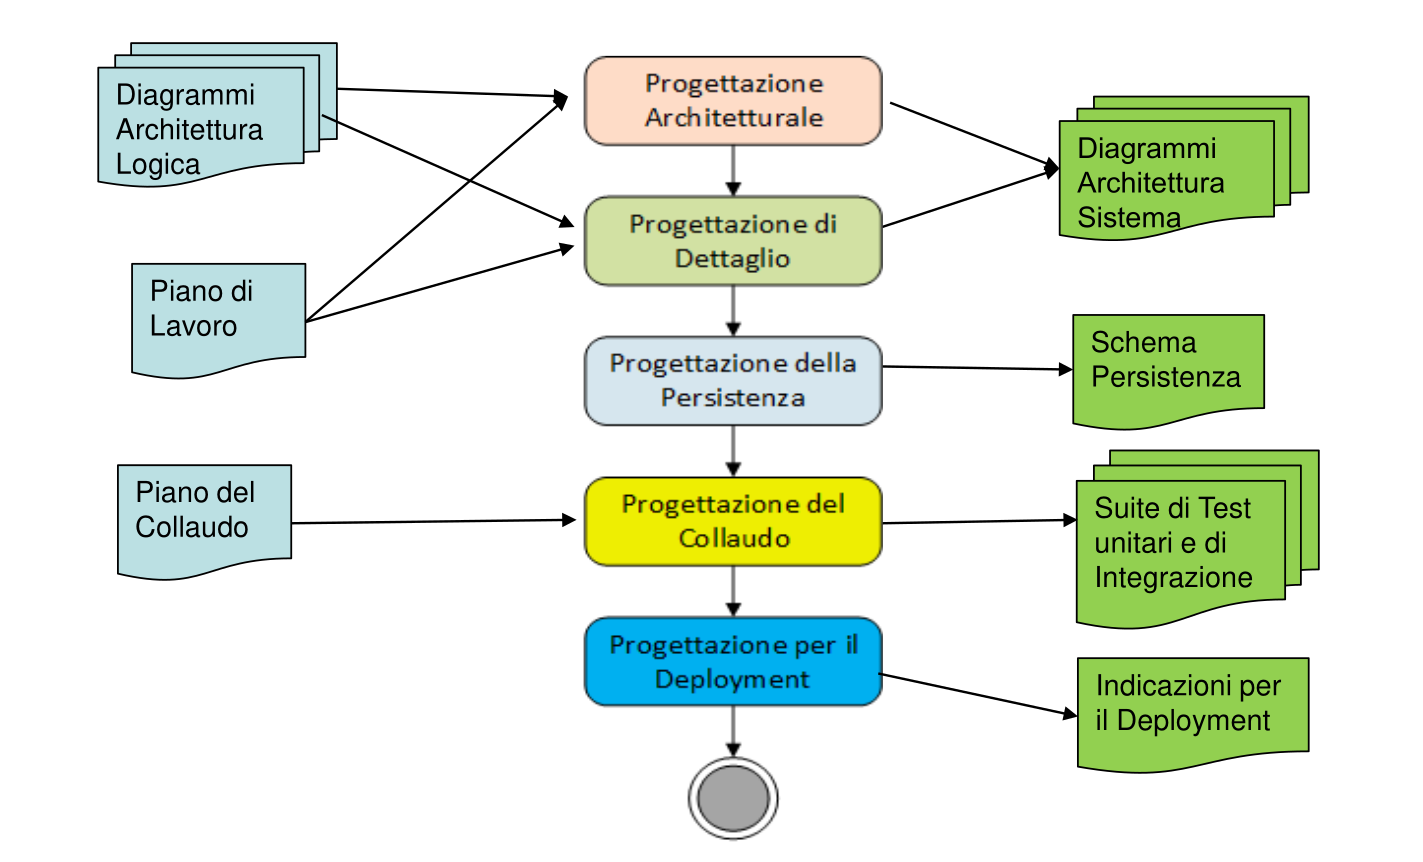 Diagrammi
Architettura
Logica
Piano di
Lavoro
Piano del
Collaudo
Progettazione
Architetturale
Progettazione di
Dettaglio
Progettazione della
Persistenza
Progettazione del
Collaudo
Progettazione per il
Deployment
Diagrammi
Architettura
Sistema
Schema
Persistenza
Suite di Test
unitari e di
Integrazione
Indicazioni per
il Deployment